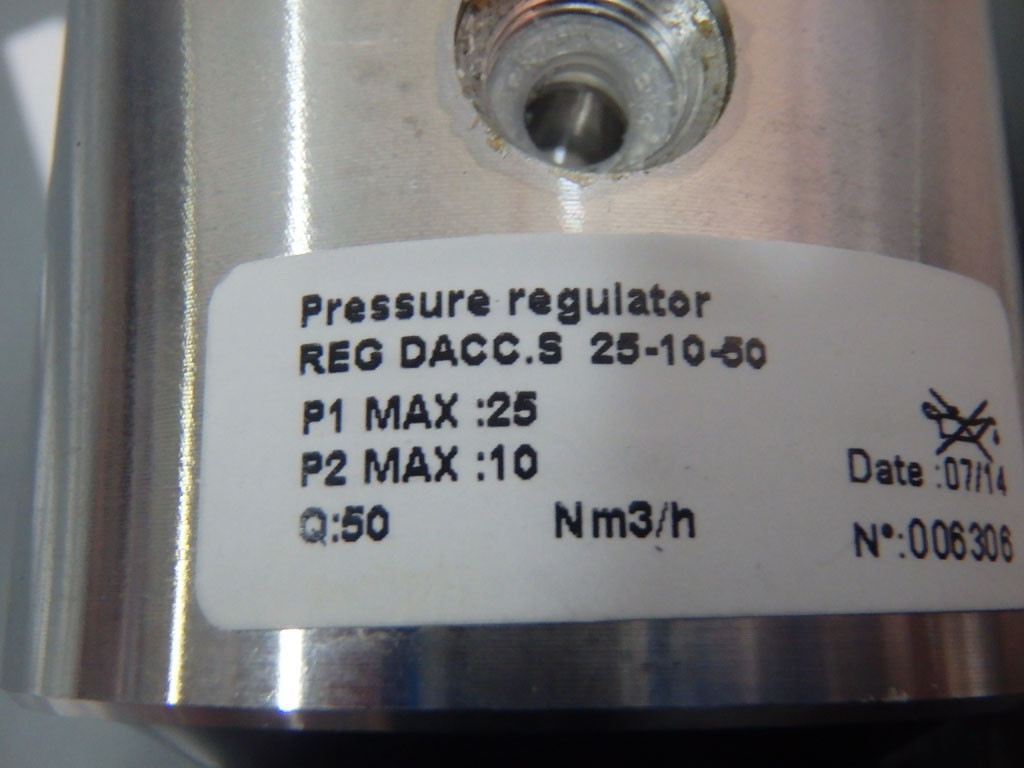 Pressure regulator
REG DACC.S 25-10-50
P1 MAX :25
P2 MAX :10
Date :07/14
Q:50 Nm3/h
N°:006306